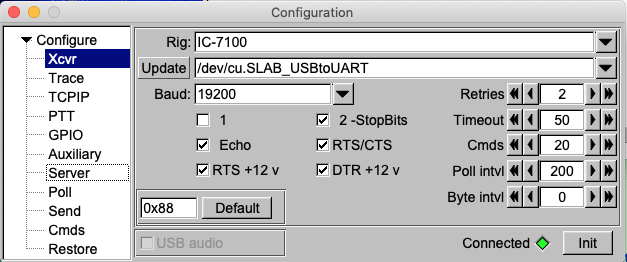 Configuration
Configure
Xcvr
Trace
TCPIP
PTT
GPIO
Auxiliary
Server
Poll
Send
Cmds
Restore
Rig: IC-7100
Update /dev/cu.SLAB_USBtoUART
Baud: 19200
1 2 -StopBits
Echo RTS/CTS
RTS +12 v DTR +12 v
Retries 2
Timeout 50
Cmds 20
Poll intvl 200
Byte intvl 0
0x88 Default
USB audio
Connected Init